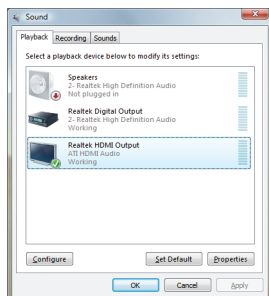 Sound
Playback Recording Sounds
Select a playback device below to modify its settings:
Speakers
2- Realtek High Definition Audio
Not plugged in
Realtek Digital Output
2- Realtek High Definition Audio
Working
Realtek HDMI Output
ATI HDMI Audio
Working
Configure Set Default Properties
OK Cancel Apply